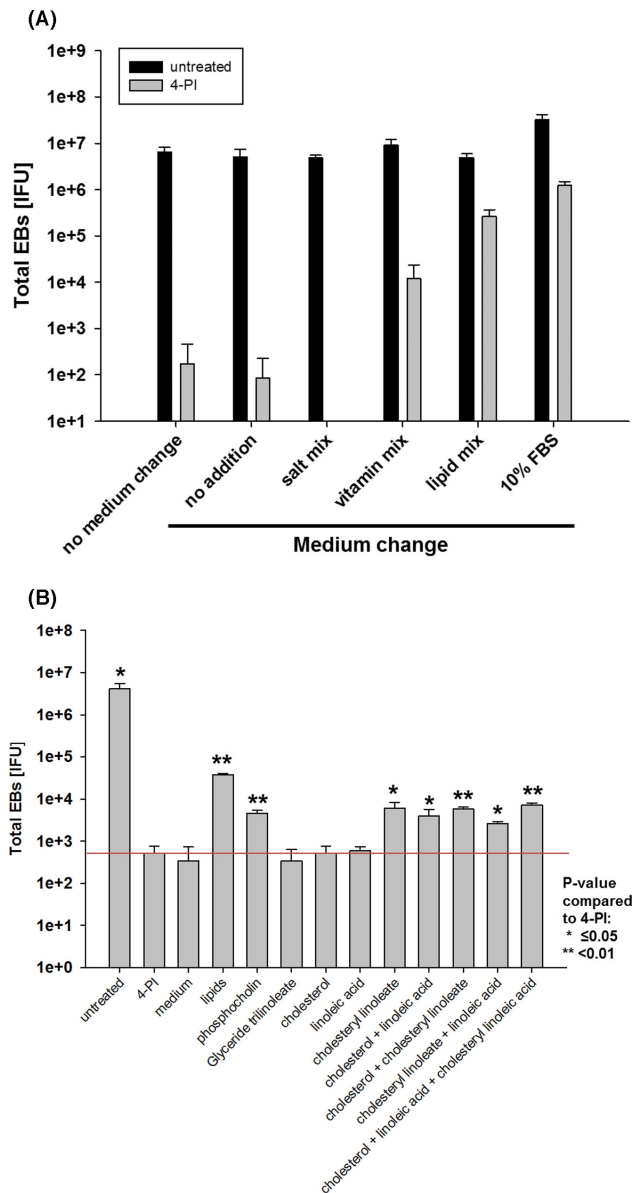 (A)
1e+9
1e+8
1e+7
1e+6
1e+5
1e+4
1e+3
1e+2
1e+1
Total EBs [IFU]
untreated
4-PI
no medium change
no addition
salt mix
vitamin mix
lipid mix
10% FBS
Medium change
(B)
1e+8
1e+7
1e+6
1e+5
1e+4
1e+3
1e+2
1e+1
1e+0
Total EBs [IFU]
*
**
**
*
*
**
*
**
P-value
compared
to 4-PI:
* ≤0.05
** <0.01
untreated
4-PI
medium
lipids
phosphocholin
Glyceride trilinoleate
cholesterol
linoleic acid
cholesteryl linoleate
cholesterol + linoleic acid
cholesterol + cholesteryl linoleate
cholesteryl linoleate + linoleic acid
cholesterol + linoleic acid + cholesteryl linoleic acid